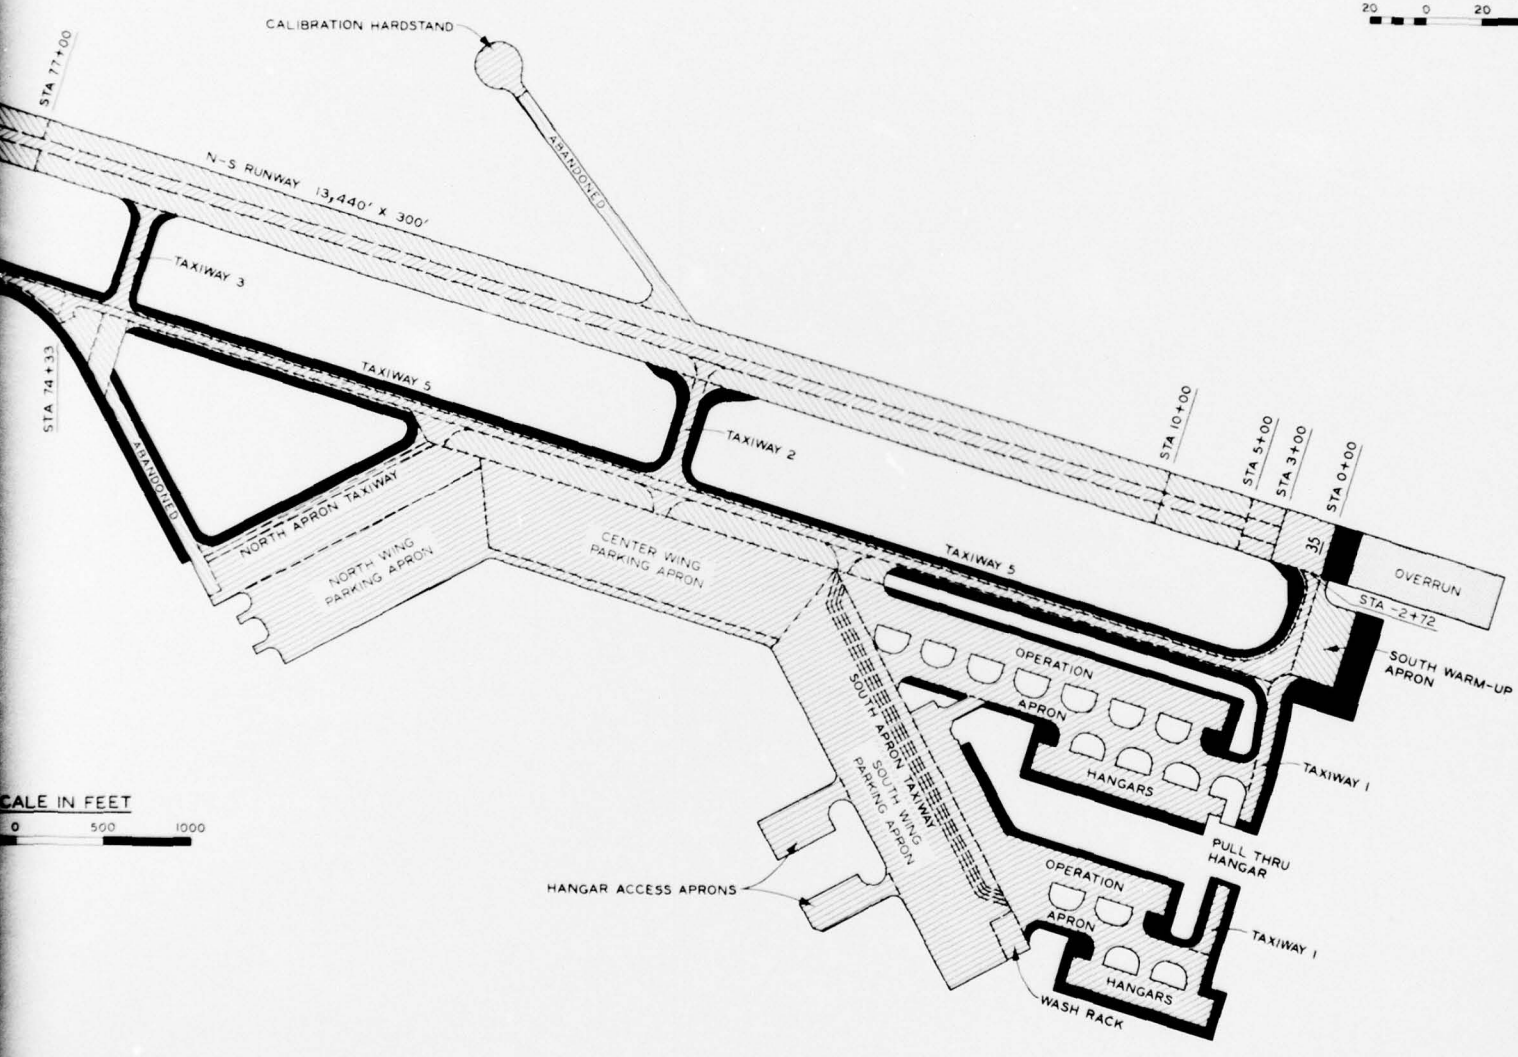 CALIBRATION HARDSTAND
20 0 20
STA 77+00
N-S RUNWAY 13,440' X 300'
ABANDONED
TAXIWAY 3
STA 74+33
TAXIWAY 5
TAXIWAY 2
STA 10+00
STA 5+00
STA 3+00
STA 0+00
35
OVERRUN
STA -2+72
SOUTH WARM-UP
APRON
ABANDONED
NORTH APRON TAXIWAY
NORTH WING
PARKING APRON
CENTER WING
PARKING APRON
TAXIWAY 5
OPERATION
APRON
HANGARS
TAXIWAY 1
PULL THRU
HANGAR
SOUTH APRON TAXIWAY
SOUTH WING
PARKING APRON
CALE IN FEET
0 500 1000
HANGAR ACCESS APRONS
OPERATION
APRON
HANGARS
TAXIWAY 1
WASH RACK